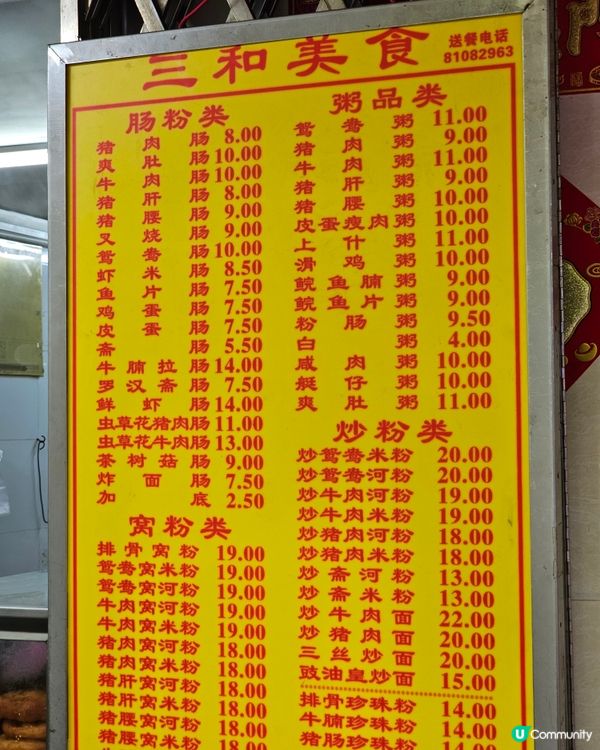 三和美食
送餐电话
81082963
肠粉类
猪肉肠 8.00
爽肚肠 10.00
牛肉肠 10.00
猪肝肠 8.00
猪腰肠 9.00
叉烧肠 9.00
鸳鸯肠 10.00
虾米肠 8.50
鱼片肠 7.50
鸡蛋肠 7.50
皮蛋肠 7.50
斋肠 5.50
牛腩拉肠 14.00
罗汉斋肠 7.50
鲜虾肠 14.00
虫草花猪肉肠 11.00
虫草花牛肉肠 13.00
茶树菇肠 9.00
炸面肠 7.50
加底 2.50
窝粉类
排骨窝粉 19.00
鸳鸯窝米粉 19.00
鸳鸯窝河粉 19.00
牛肉窝河粉 19.00
牛肉窝米粉 19.00
猪肉窝河粉 18.00
猪肉窝米粉 18.00
猪肝窝河粉 18.00
猪肝窝米粉 18.00
猪腰窝河粉 18.00
猪腰窝米粉 18.00
粥品类
鸳鸯粥 11.00
猪肉粥 9.00
牛肉粥 11.00
猪肝粥 9.00
猪腰粥 10.00
皮蛋瘦肉粥 10.00
上什粥 11.00
滑鸡粥 10.00
鲩鱼腩粥 9.00
鲩鱼片粥 9.00
粉肠粥 9.50
白粥 4.00
咸肉粥 10.00
艇仔粥 10.00
爽肚粥 11.00
炒粉类
炒鸳鸯米粉 20.00
炒鸳鸯河粉 20.00
炒牛肉河粉 19.00
炒牛肉米粉 19.00
炒猪肉河粉 18.00
炒猪肉米粉 18.00
炒斋河粉 13.00
炒斋米粉 13.00
炒牛肉面 22.00
炒猪肉面 20.00
三丝炒面 20.00
豉油皇炒面 15.00
排骨珍珠粉 14.00
牛腩珍珠粉 14.00
猪肠珍珠粉 14.00
U Community